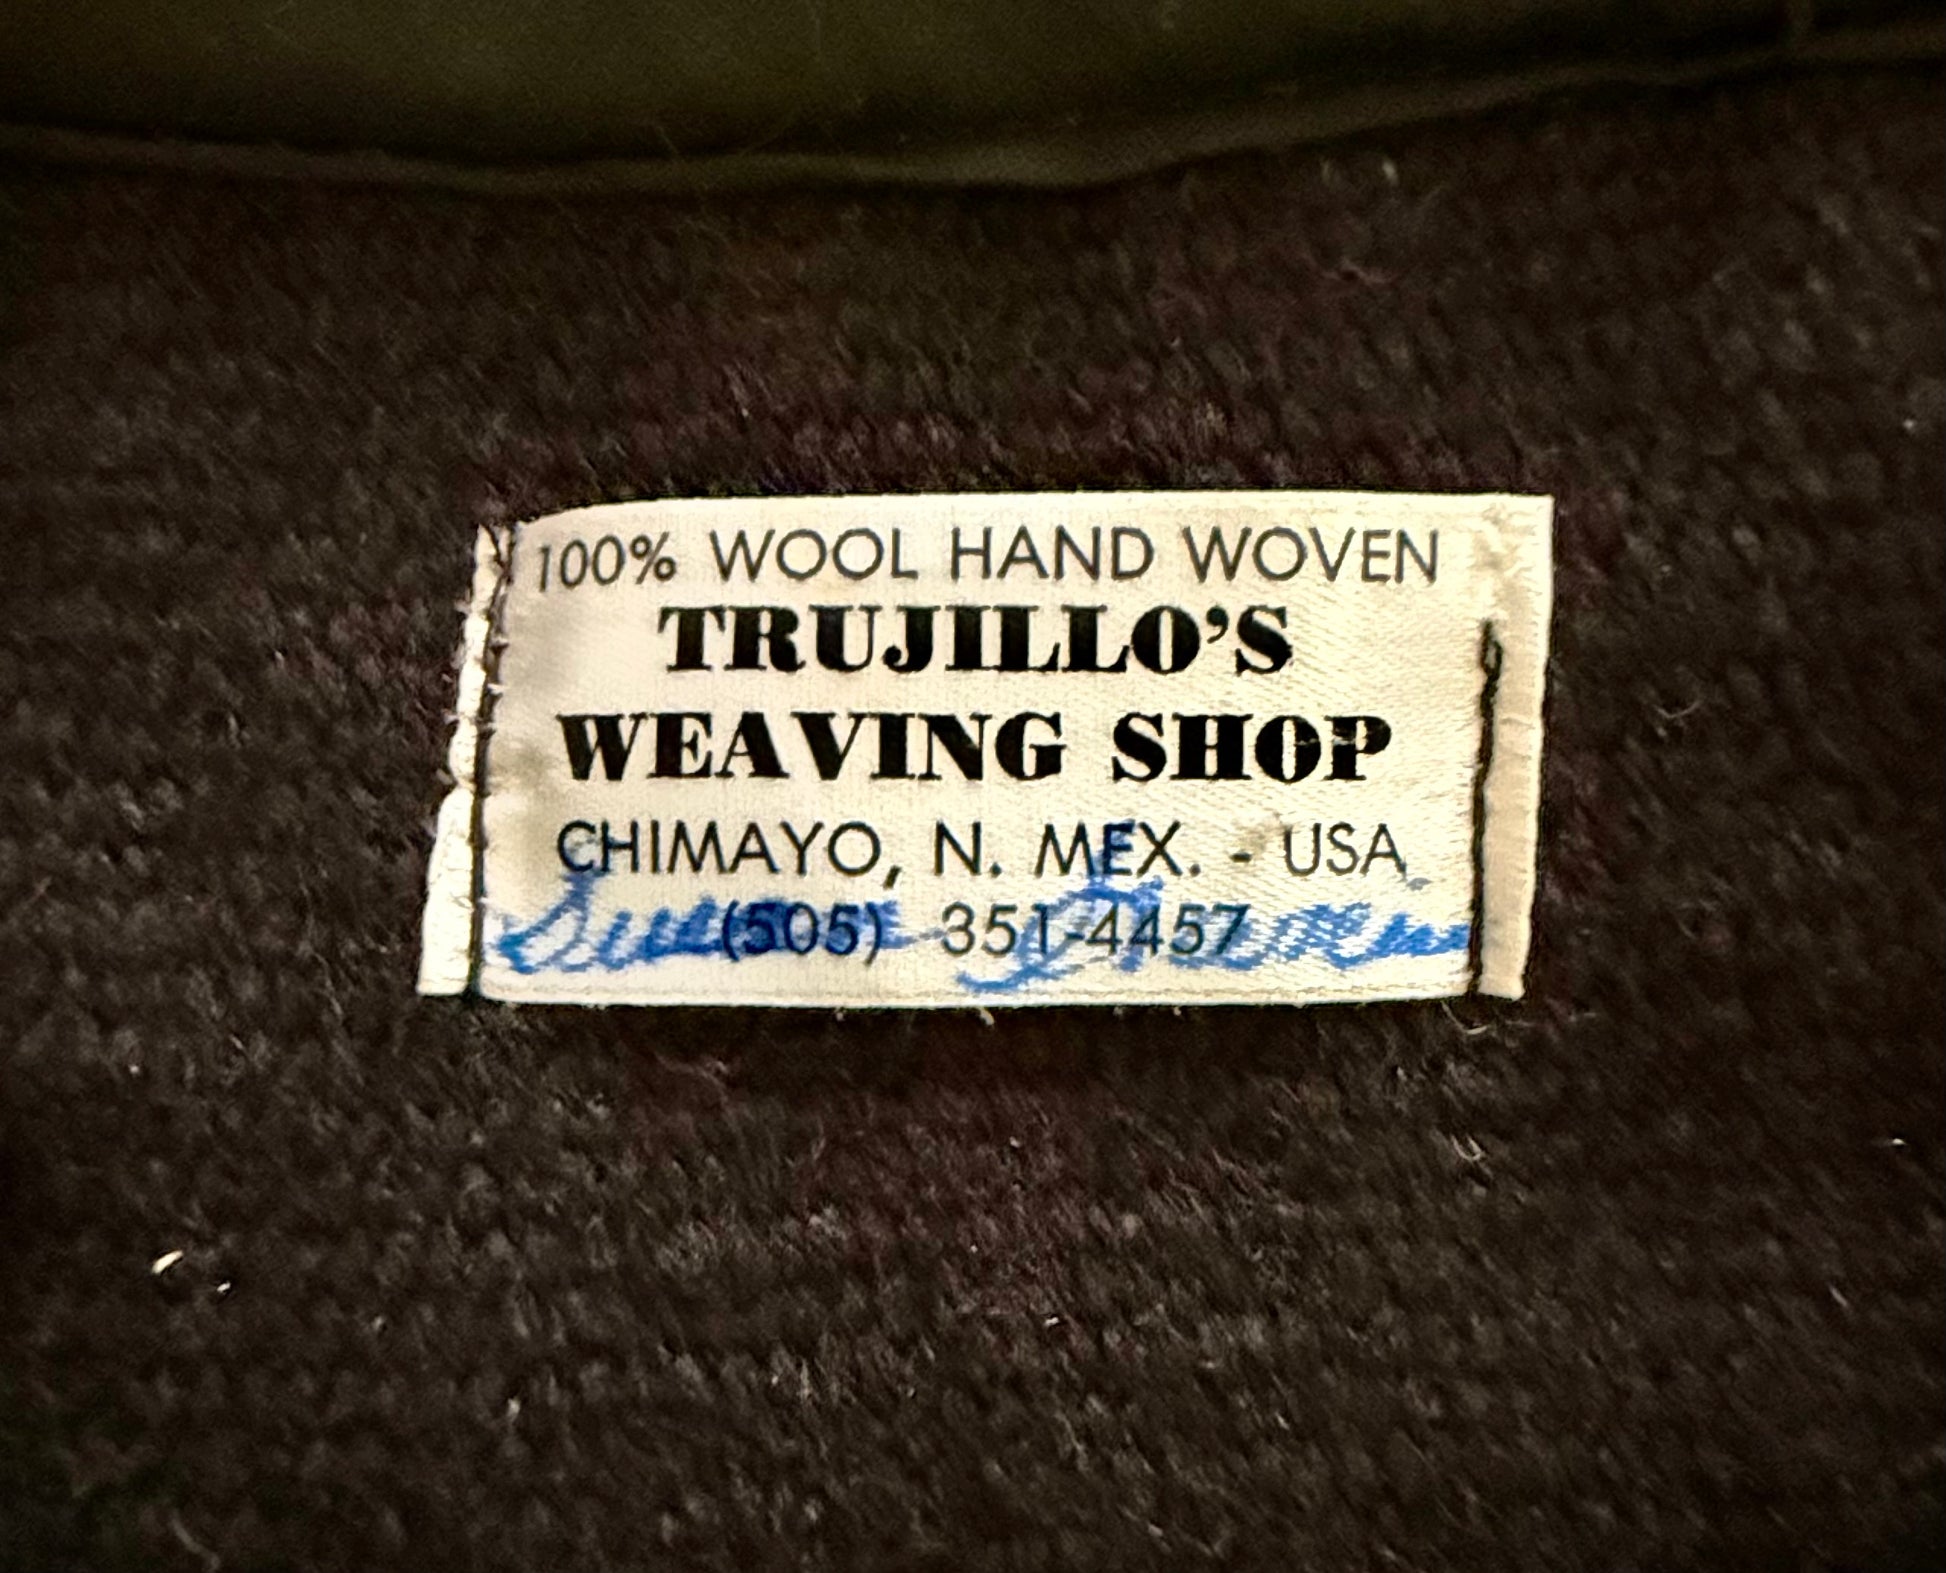 100% WOOL HAND WOVEN
TRUJILLO'S
WEAVING SHOP
CHIMAYO, N. MEX. - USA
(505) 351-4457